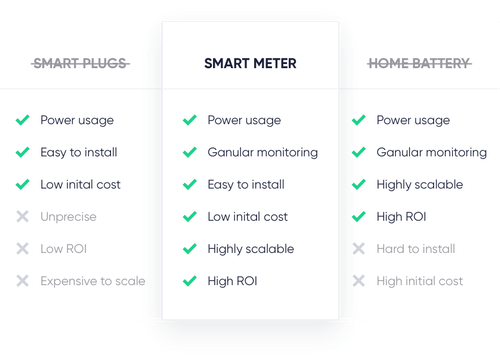 SMART PLUGS
Power usage
Easy to install
Low inital cost
Unprecise
Low ROI
Expensive to scale
SMART METER
Power usage
Ganular monitoring
Easy to install
Low inital cost
Highly scalable
High ROI
HOME BATTERY
Power usage
Ganular monitoring
Highly scalable
High ROI
Hard to install
High initial cost